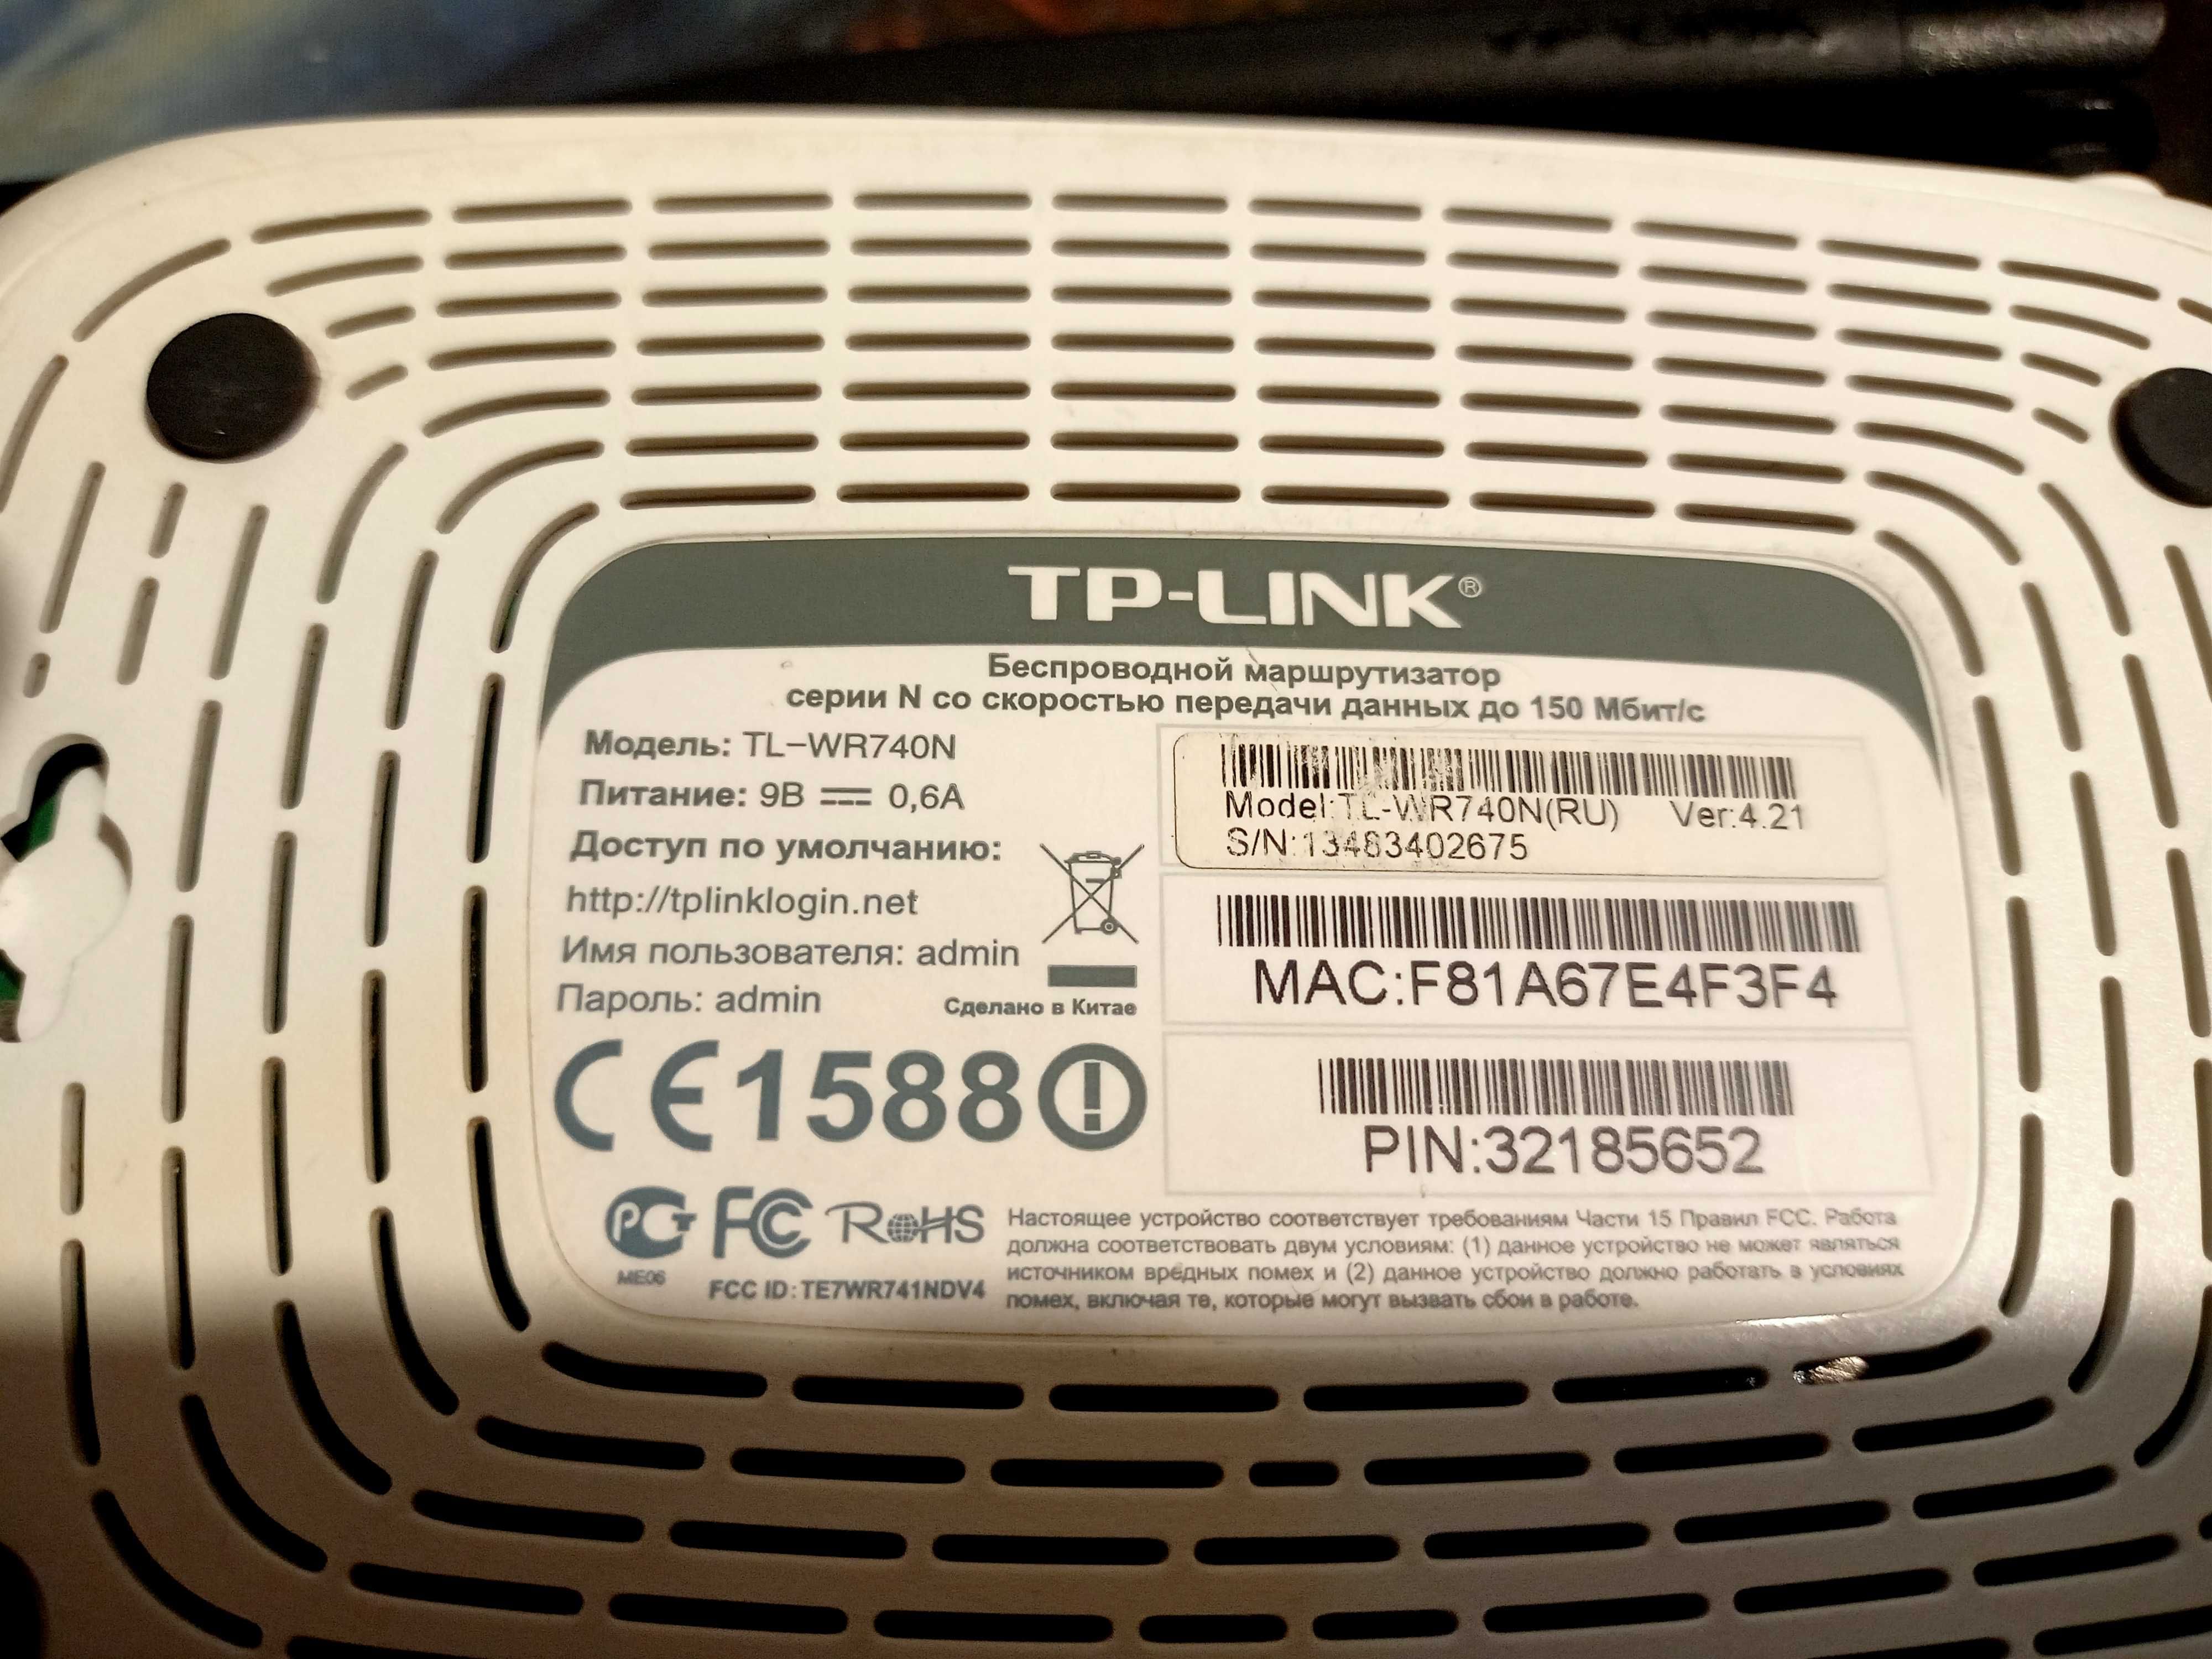 TP-LINK®
Беспроводной маршрутизатор
серии N со скоростью передачи данных до 150 Мбит/с
Модель: TL-WR740N
Питание: 9В 0,6А
Доступ по умолчанию:
http://tplinklogin.net
Имя пользователя: admin
Пароль: admin
Сделано в Китае
Model:TL-WR740N(RU) Ver:4.21
S/N:13483402675
MAC:F81A67E4F3F4
PIN:32185652
CE1588
РСТ FC RoHS
ME06
FCC ID: TE7WR741NDV4
Настоящее устройство соответствует требованиям Части 15 Правил FCC. Работа
должна соответствовать двум условиям: (1) данное устройство не может являться
источником вредных помех и (2) данное устройство должно работать в условиях
помех, включая те, которые могут вызвать сбои в работе.